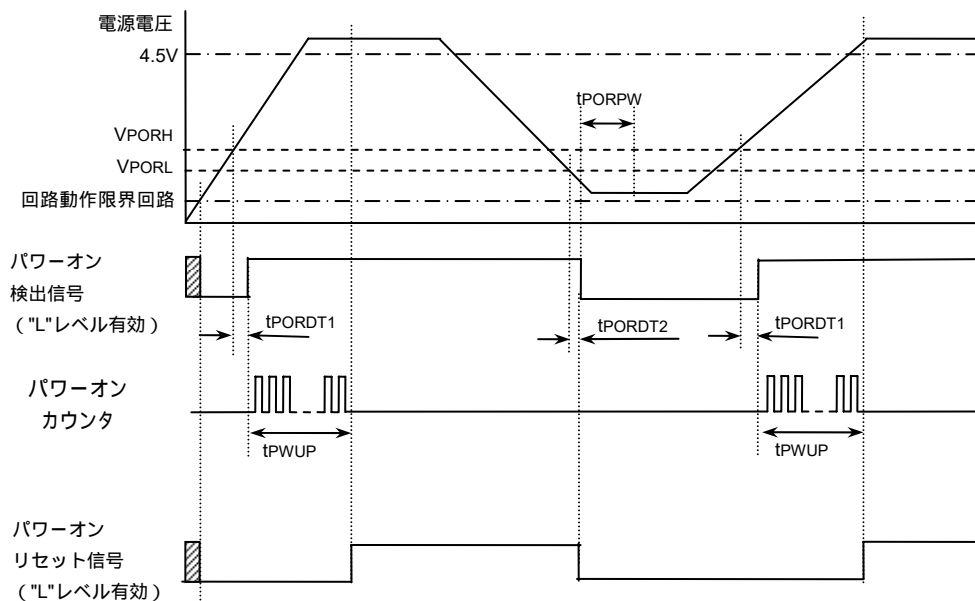 電源電圧
4.5V
tPORPW
VPORH
VPORL
回路動作限界回路
パワーオン
検出信号
("L"レベル有効)
tPORDT1
tPORDT2
tPORDT1
パワーオン
カウンタ
tPWUP
tPWUP
パワーオン
リセット信号
("L"レベル有効)